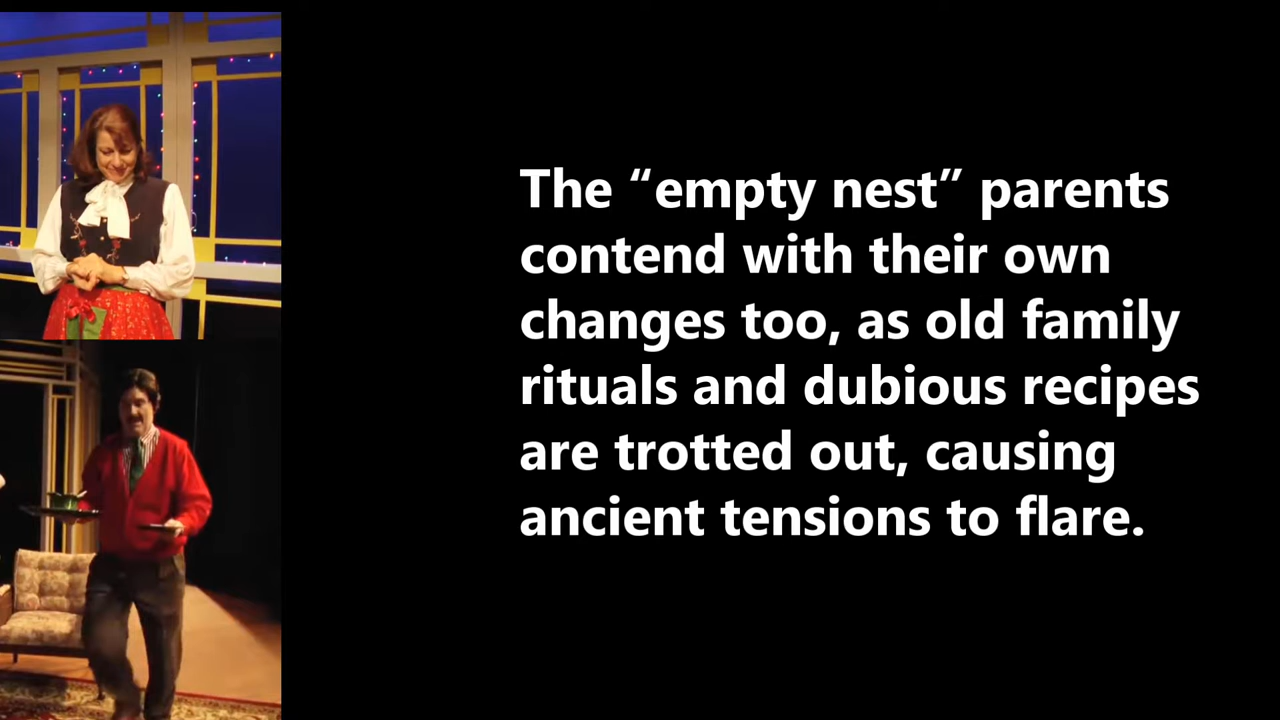 The “empty nest” parents
contend with their own
changes too, as old family
rituals and dubious recipes
are trotted out, causing
ancient tensions to flare.